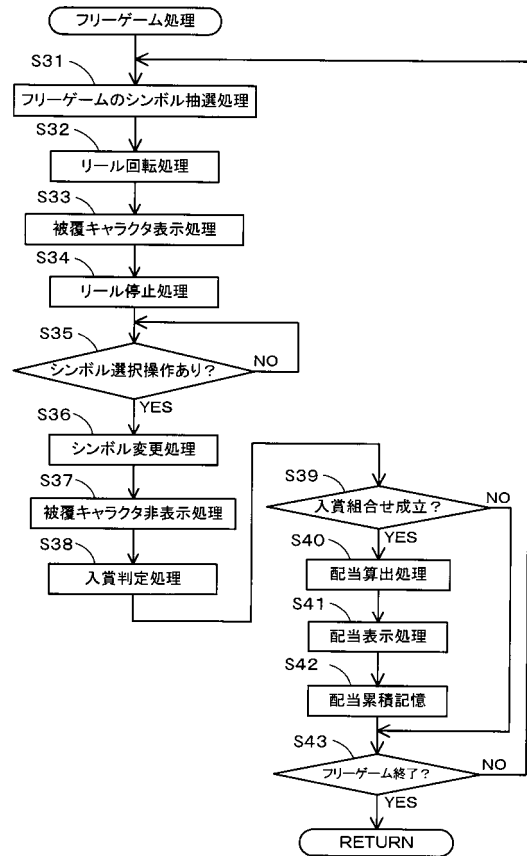 フリーゲーム処理
S31
フリーゲームのシンボル抽選処理
S32
リール回転処理
S33
被覆キャラクタ表示処理
S34
リール停止処理
S35
シンボル選択操作あり？
NO
YES
S36
シンボル変更処理
S37
被覆キャラクタ非表示処理
S38
入賞判定処理
S39
入賞組合せ成立？
NO
YES
S40
配当算出処理
S41
配当表示処理
S42
配当累積記憶
S43
フリーゲーム終了？
NO
YES
RETURN